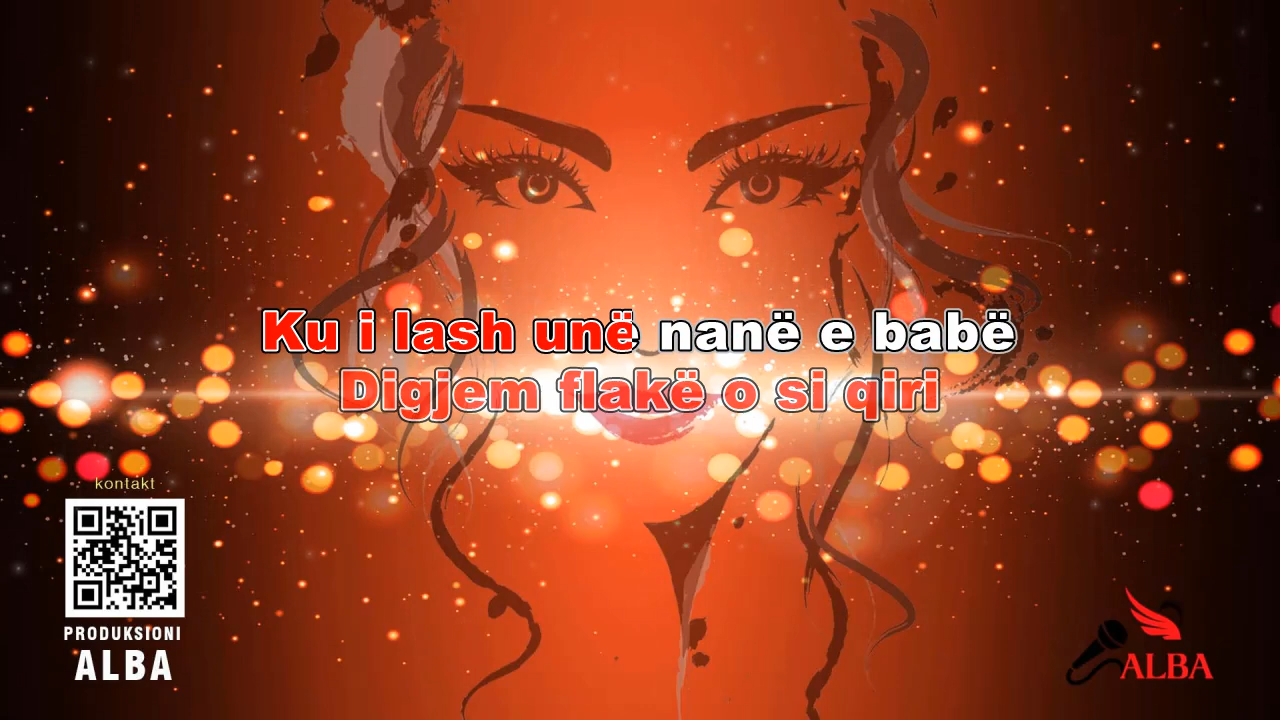 Ku i lash unë nanë e babë
Digjem flakë o si qiri
kontakt
PRODUKSIONI
ALBA
ALBA